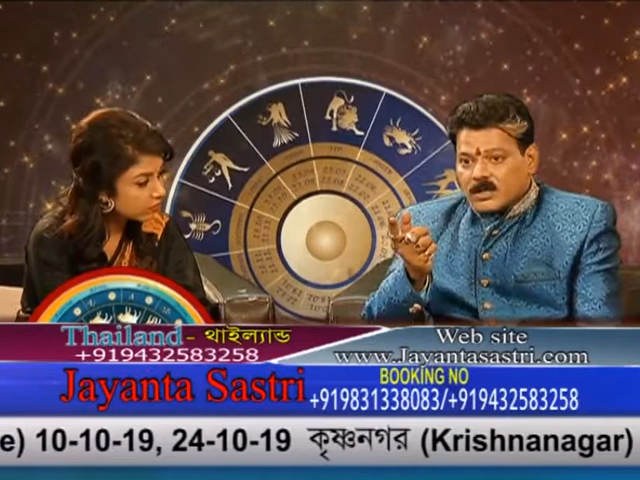 Thailand - থাইল্যান্ড
+919432583258
Web site
www.Jayantasastri.com
Jayanta Sastri
BOOKING NO
+919831338083/+919432583258
e) 10-10-19, 24-10-19 কৃষ্ণনগর (Krishnanagar)